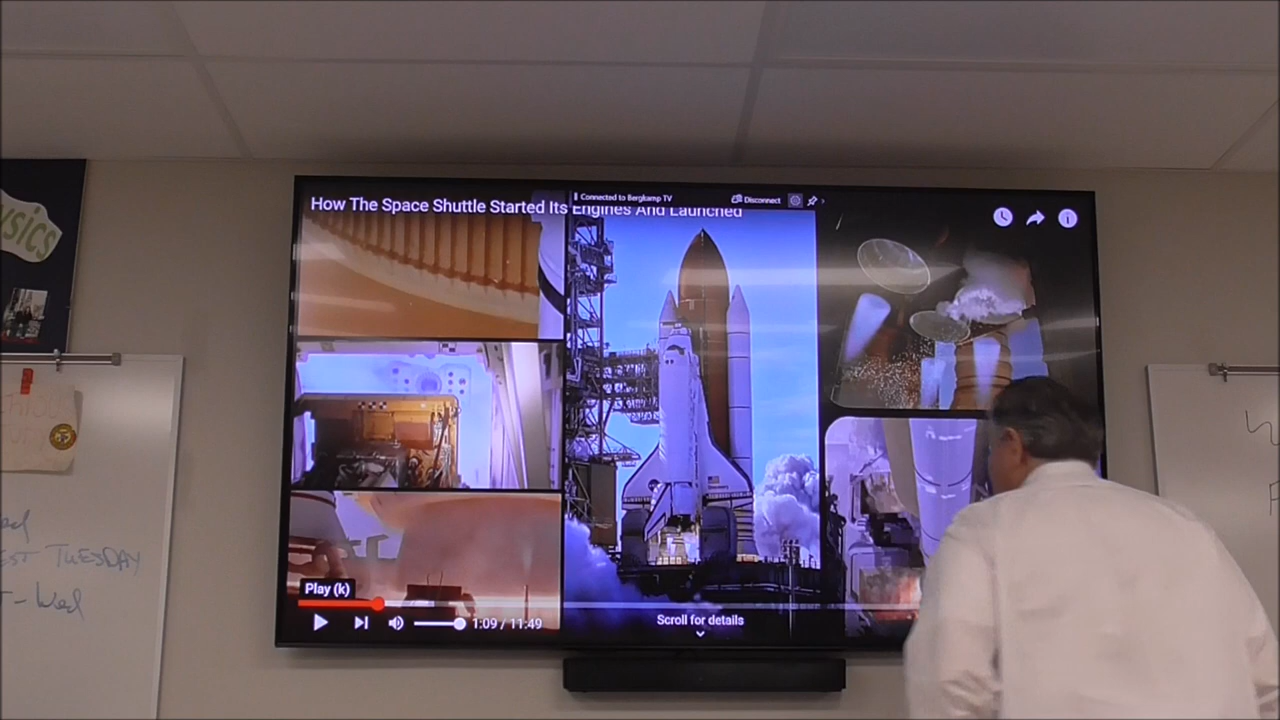 How The Space Shuttle Started Its Engines And Launched
Connected to Bergkamp TV
Disconnect
Play (k)
1:09 / 11:49
Scroll for details
TUESDAY
- Wed